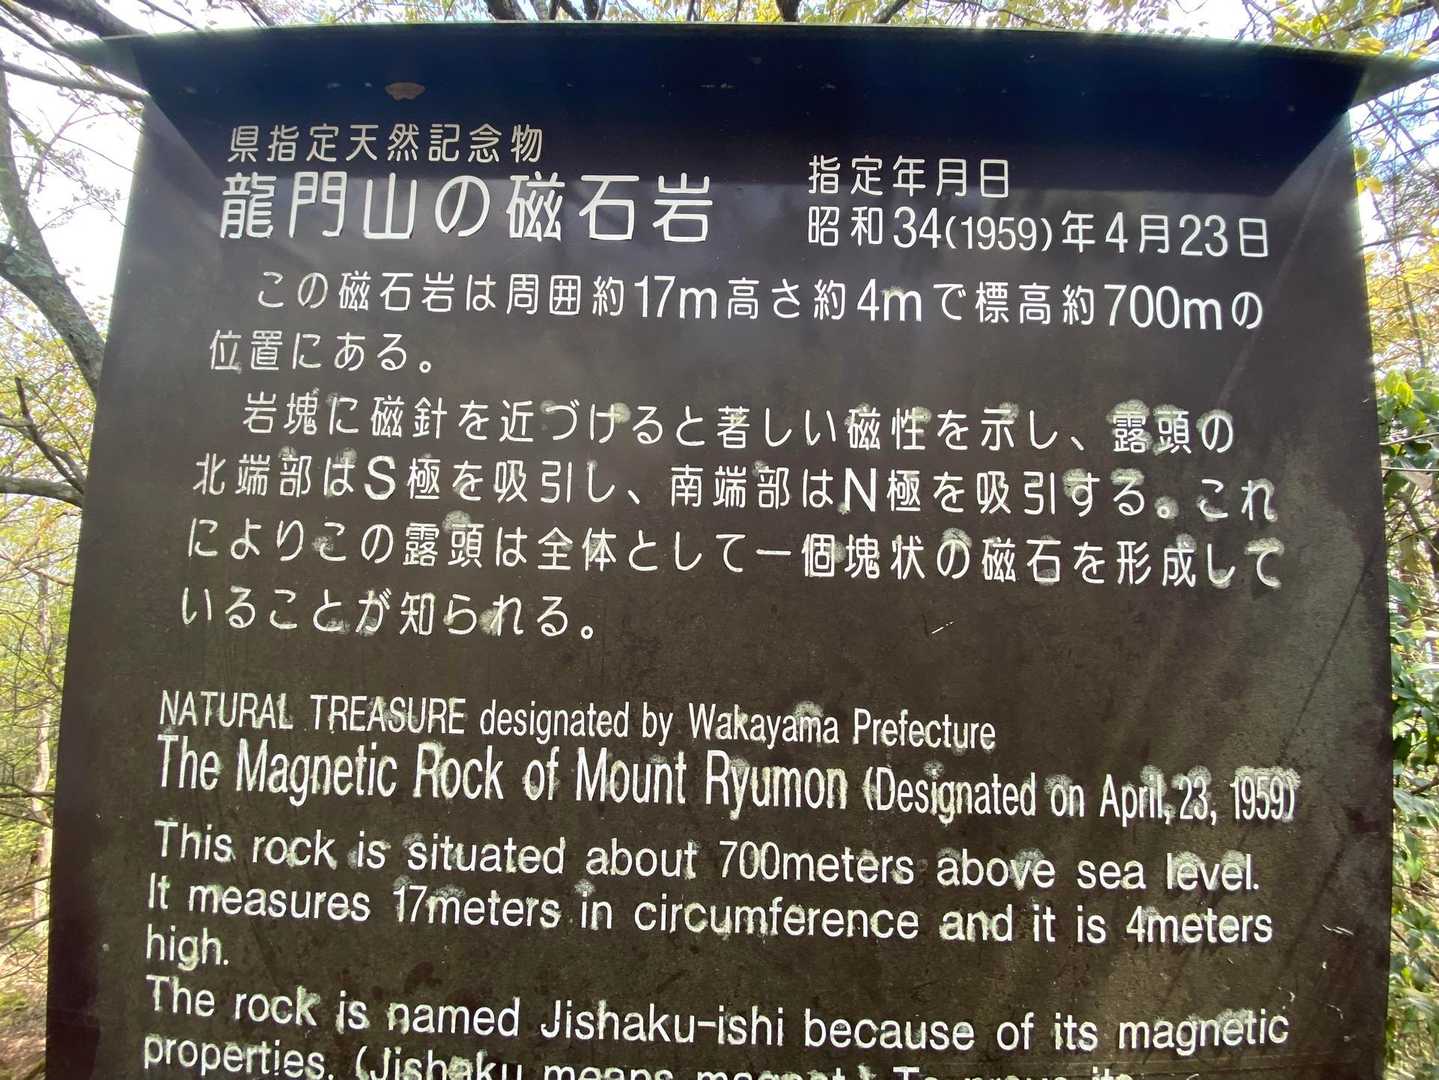 県指定天然記念物
龍門山の磁石岩
指定年月日
昭和34(1959)年4月23日
この磁石岩は周囲約17m高さ約4mで標高約700mの
位置にある。
岩塊に磁針を近づけると著しい磁性を示し、露頭の
北端部はS極を吸引し、南端部はN極を吸引する。これ
によりこの露頭は全体として一個塊状の磁石を形成して
いることが知られる。
NATURAL TREASURE designated by Wakayama Prefecture
The Magnetic Rock of Mount Ryumon (Designated on April, 23, 1959)
This rock is situated about 700meters above sea level.
It measures 17meters in circumference and it is 4meters
high.
The rock is named Jishaku-ishi because of its magnetic
properties. (Jishaku means magnet.) To prove its